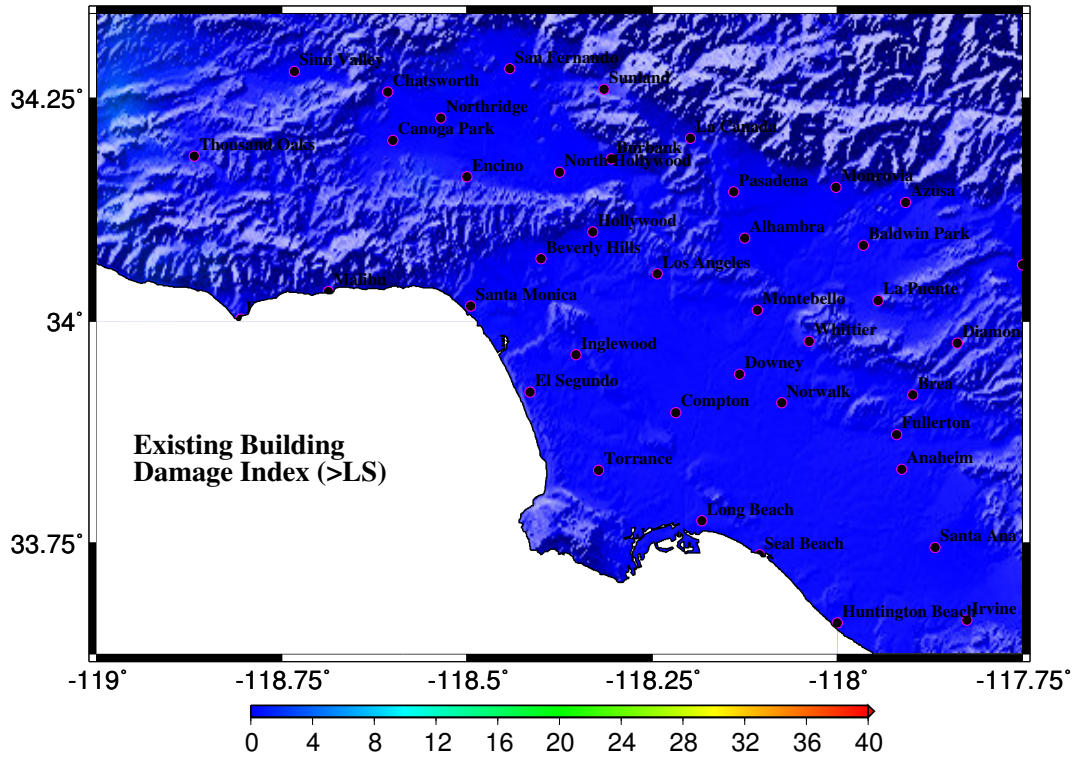 Simi Valley
San Fernando
Chatsworth
Sunland
34.25°
Northridge
Canoga Park
La Canada
Thousand Oaks
Burbank
North Hollywood
Encino
Pasadena
Monrovia
Azusa
Hollywood
Alhambra
Baldwin Park
Beverly Hills
Los Angeles
Malibu
Santa Monica
Montebello
La Puente
34°
Whittier
Diamon
Inglewood
Downey
El Segundo
Compton
Norwalk
Brea
Fullerton
Existing Building
Damage Index (>LS)
Torrance
Anaheim
Long Beach
33.75°
Seal Beach
Santa Ana
Huntington Beach
Irvine
-119° -118.75° -118.5° -118.25° -118° -117.75°
0 4 8 12 16 20 24 28 32 36 40